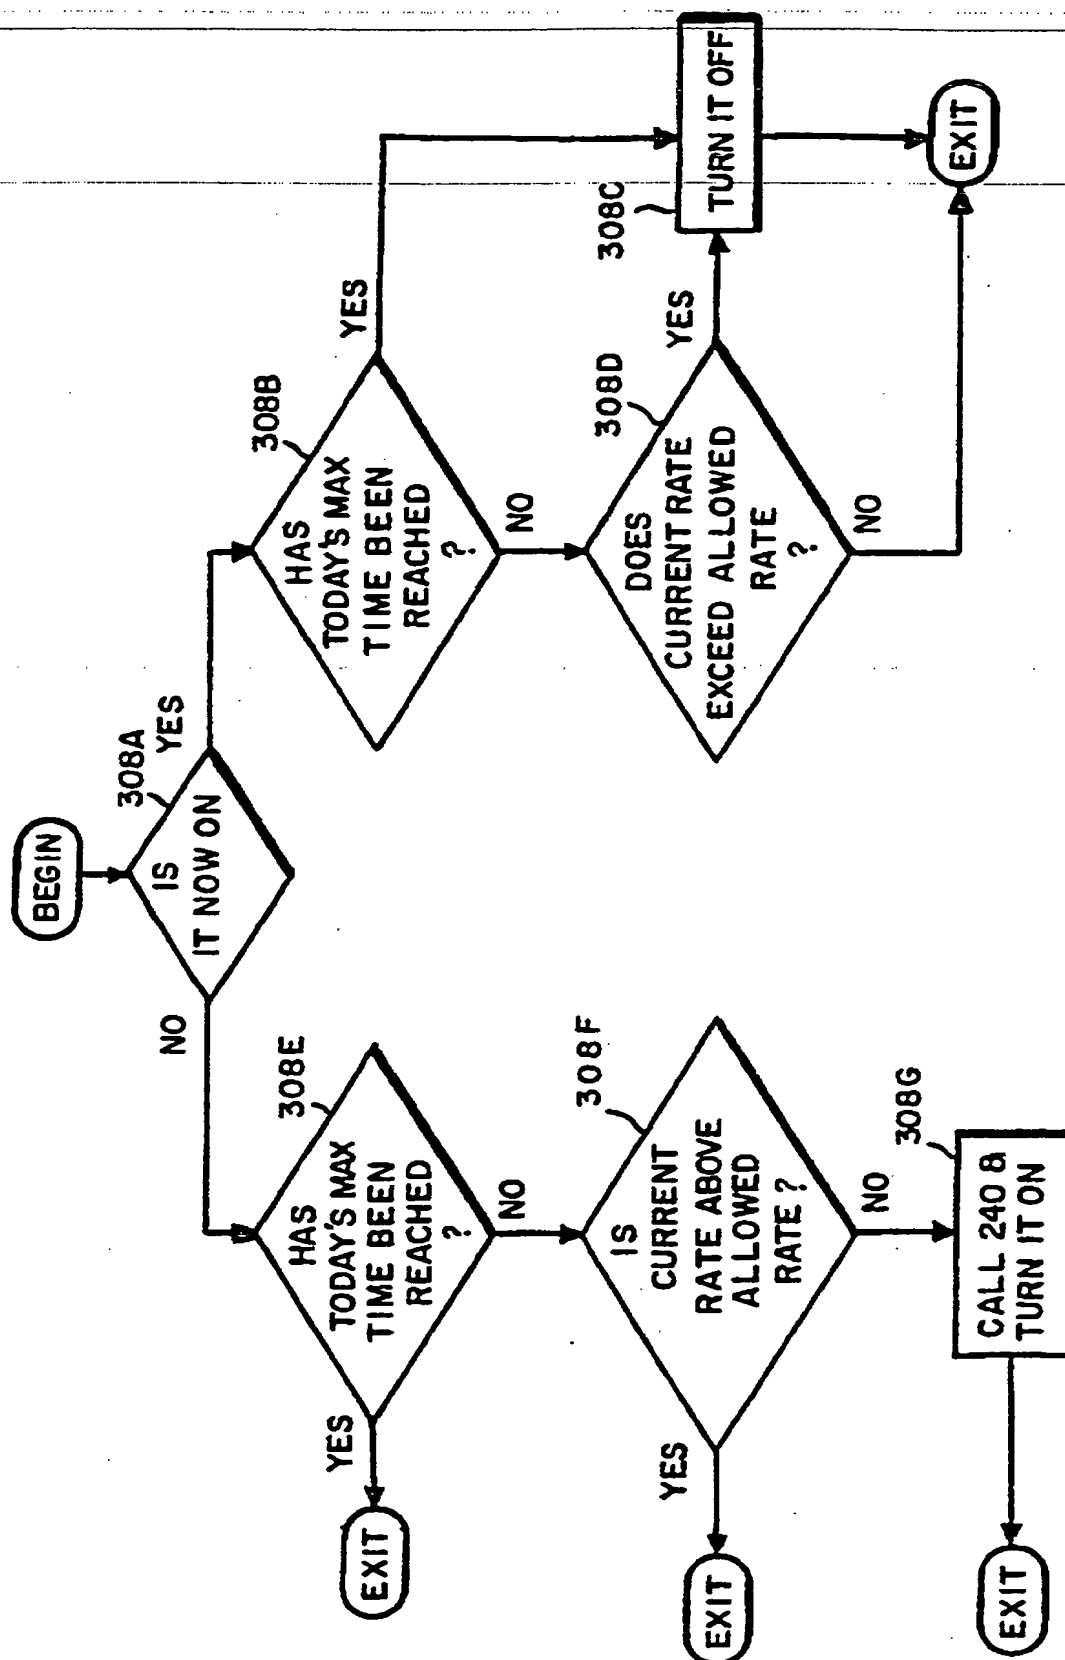 BEGIN
308A
IS
IT NOW ON
NO
YES
308E
HAS
TODAY'S MAX
TIME BEEN
REACHED
?
YES
EXIT
NO
308F
IS
CURRENT
RATE ABOVE
ALLOWED
RATE?
YES
EXIT
NO
308G
CALL 240 &
TURN IT ON
EXIT
308B
HAS
TODAY'S MAX
TIME BEEN
REACHED
?
YES
NO
308D
DOES
CURRENT RATE
EXCEED ALLOWED
RATE
?
YES
NO
308C
TURN IT OFF
EXIT